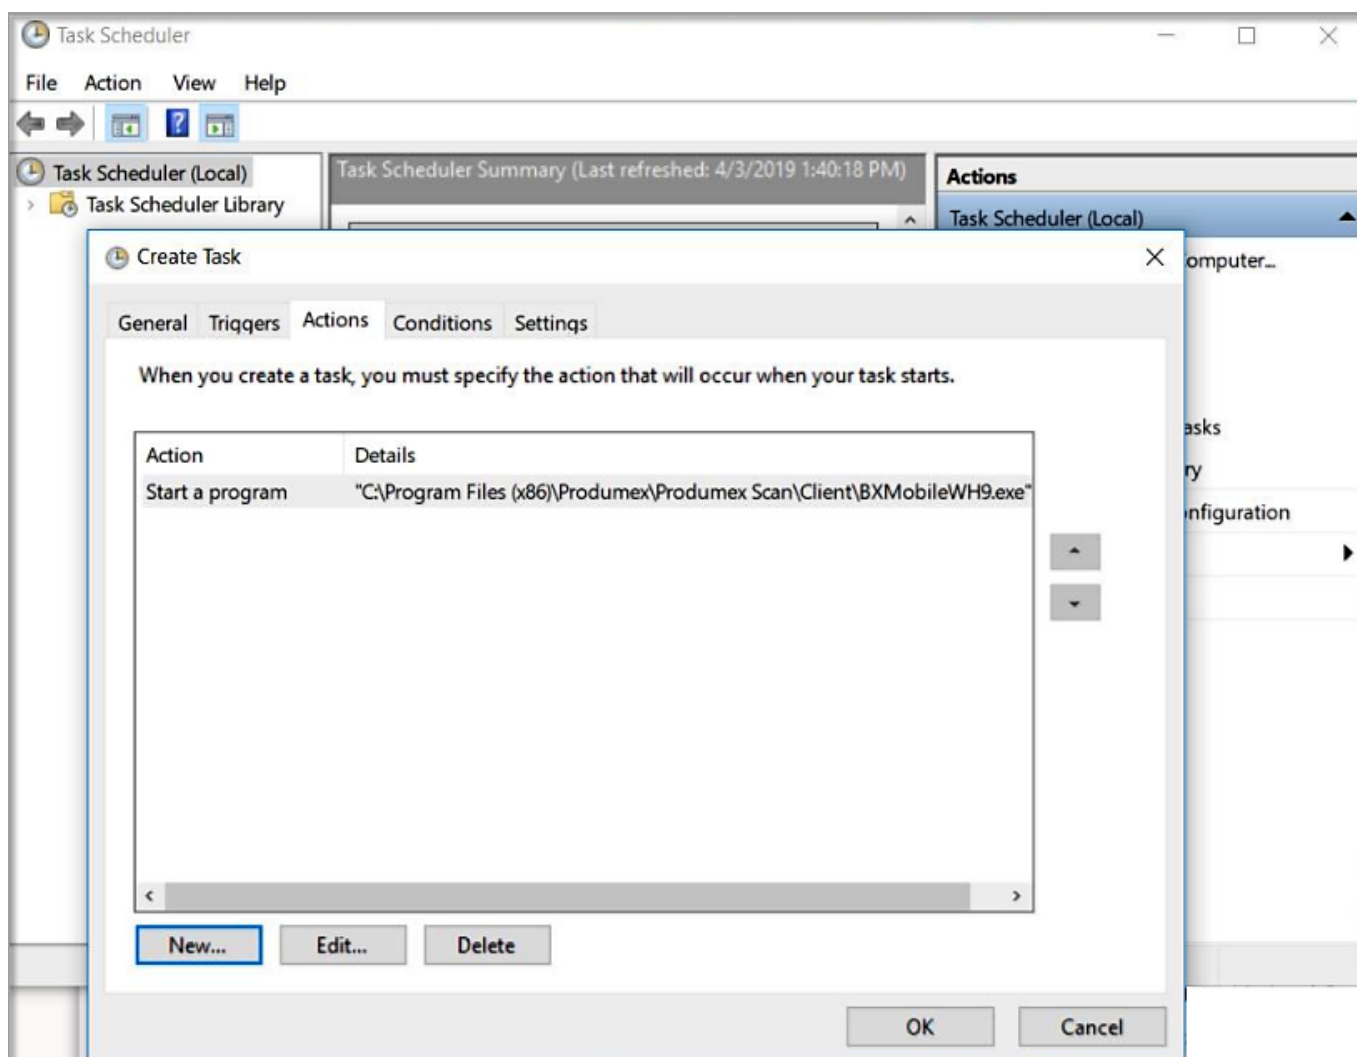 Task Scheduler
File Action View Help
Task Scheduler (Local)
Task Scheduler Library
Task Scheduler Summary (Last refreshed: 4/3/2019 1:40:18 PM)
Actions
Task Scheduler (Local)
omputer...
asks
ry
nfiguration
Create Task
General Triggers Actions Conditions Settings
When you create a task, you must specify the action that will occur when your task starts.
Action Details
Start a program "C:\Program Files (x86)\Produmex\Produmex Scan\Client\BXMobileWH9.exe"
New... Edit... Delete
OK Cancel